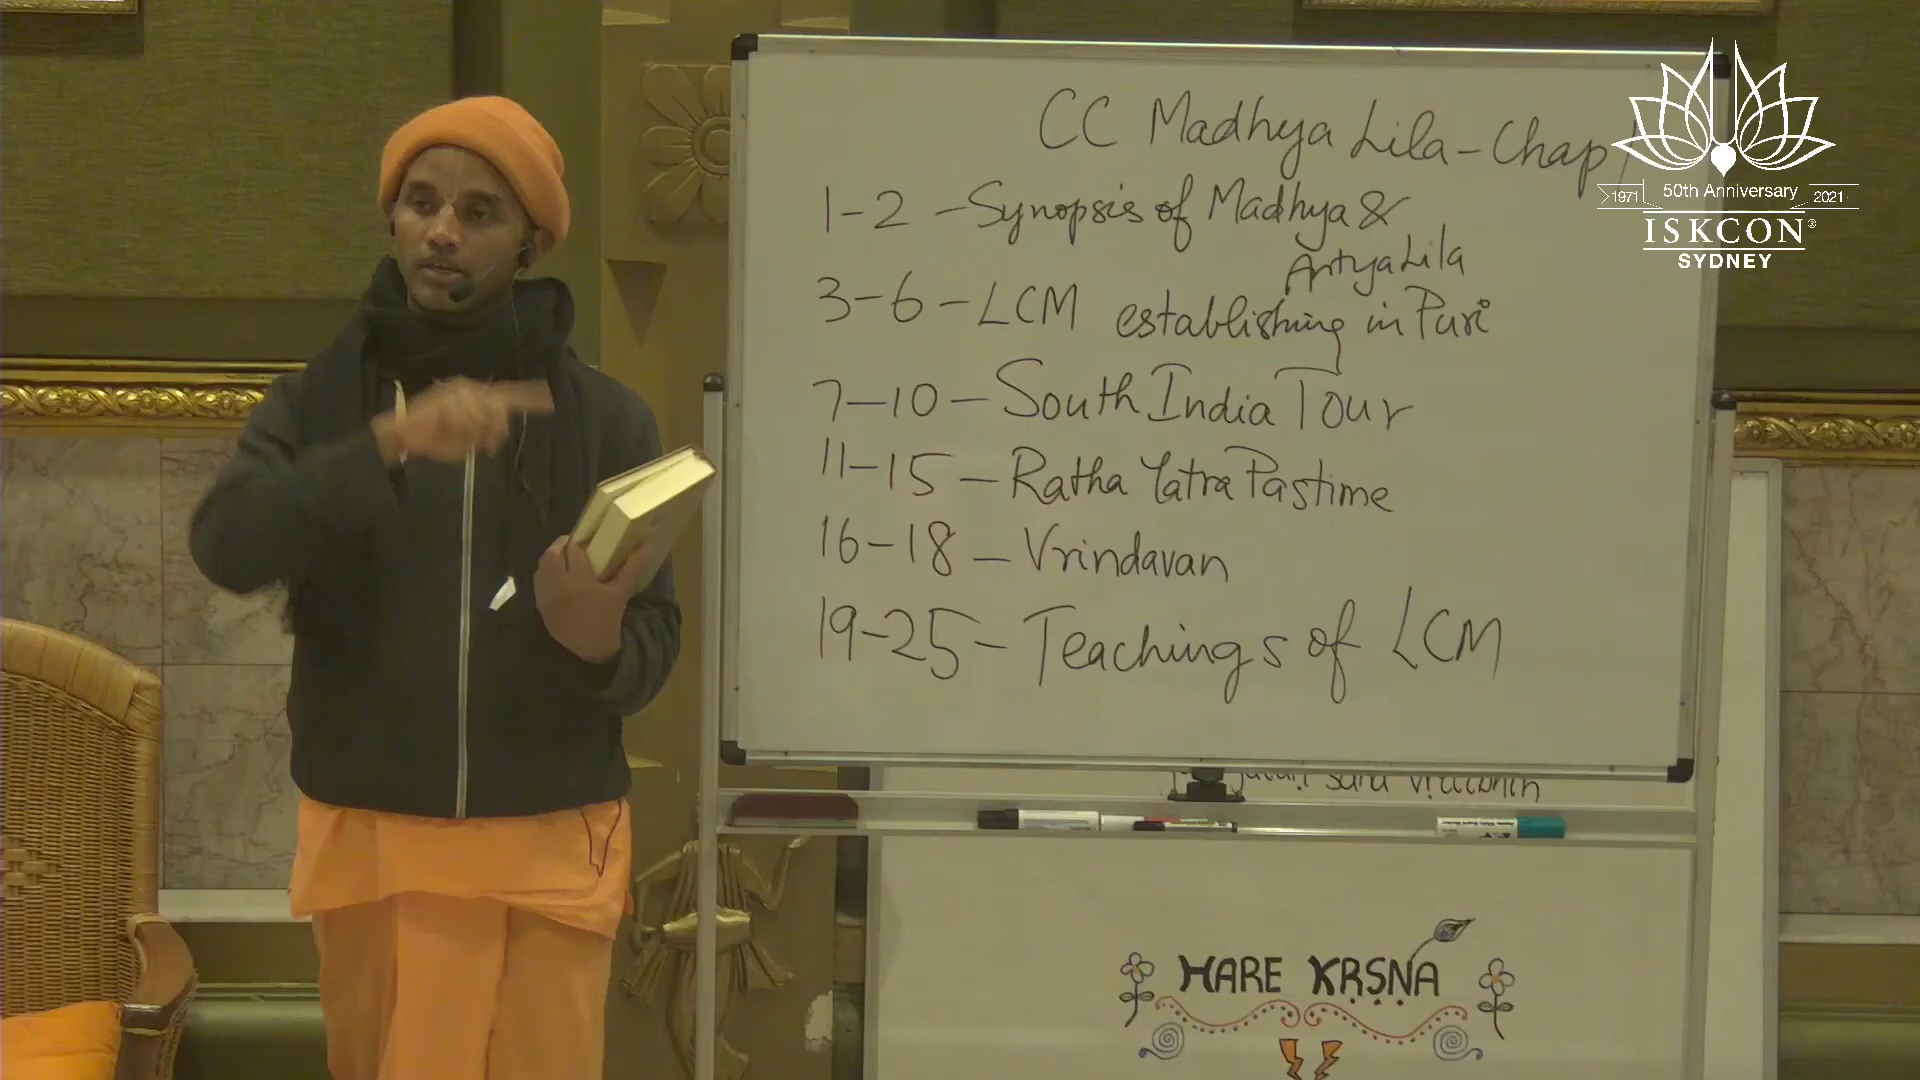 CC Madhya Lila - Chap 1
1-2 - Synopsis of Madhya &
Antya Lila
3-6 - LCM establishing in Puri
7-10 - South India Tour
11-15 - Ratha Yatra Pastime
16-18 - Vrindavan
19-25 - Teachings of LCM
1971 50th Anniversary 2021
ISKCON®
SYDNEY
HARE KRSNA